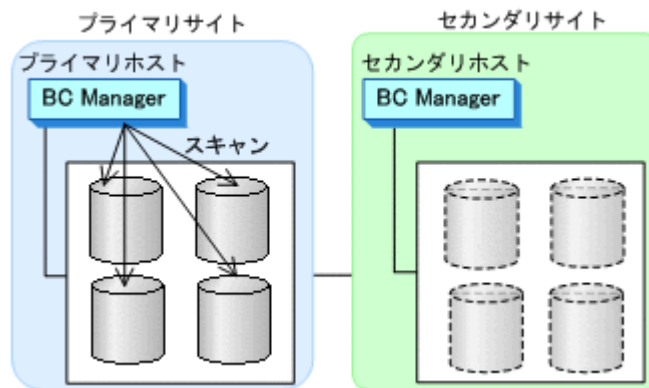 プライマリサイト
プライマリホスト
BC Manager
スキャン
セカンダリサイト
セカンダリホスト
BC Manager